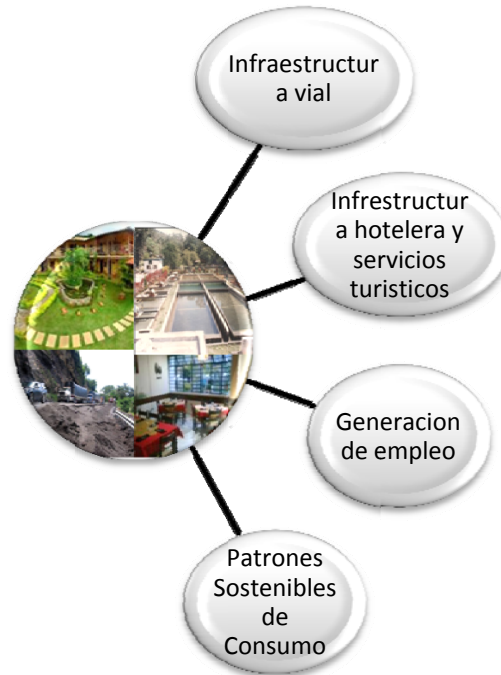 Infraestructur
a vial
Infrestructur
a hotelera y
servicios
turisticos
Generacion
de empleo
Patrones
Sostenibles
de
Consumo